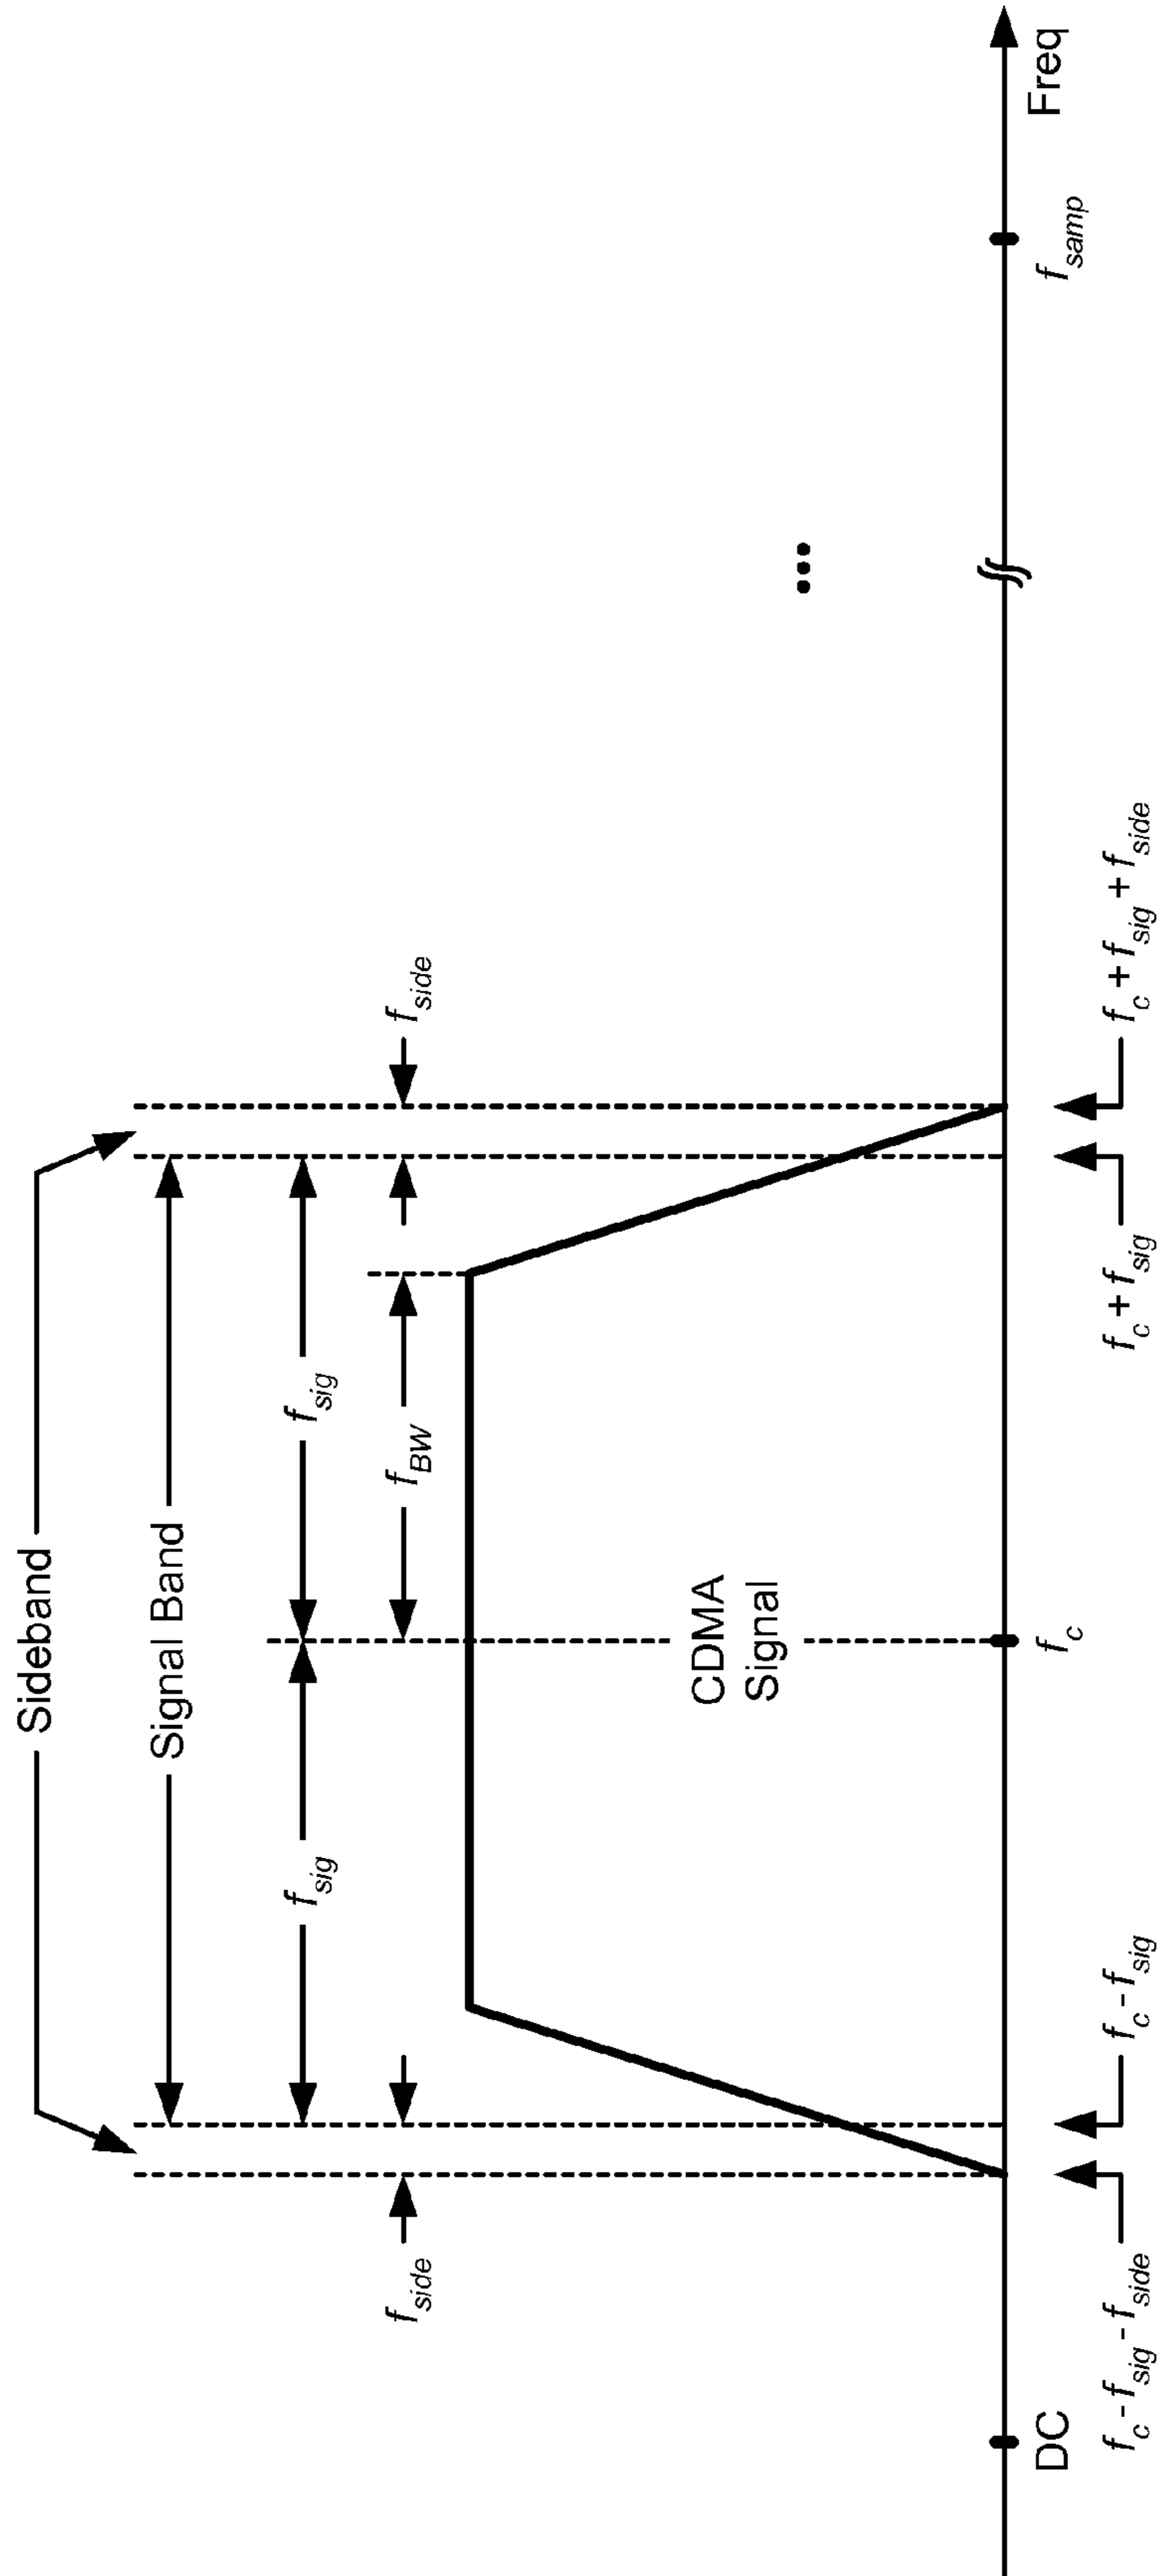 Sideband
Signal Band
f_sig
f_sig
f_side
f_BW
f_side
CDMA
Signal
...
DC
f_c
f_samp
Freq
f_c - f_sig - f_side
f_c - f_sig
f_c + f_sig
f_c + f_sig + f_side